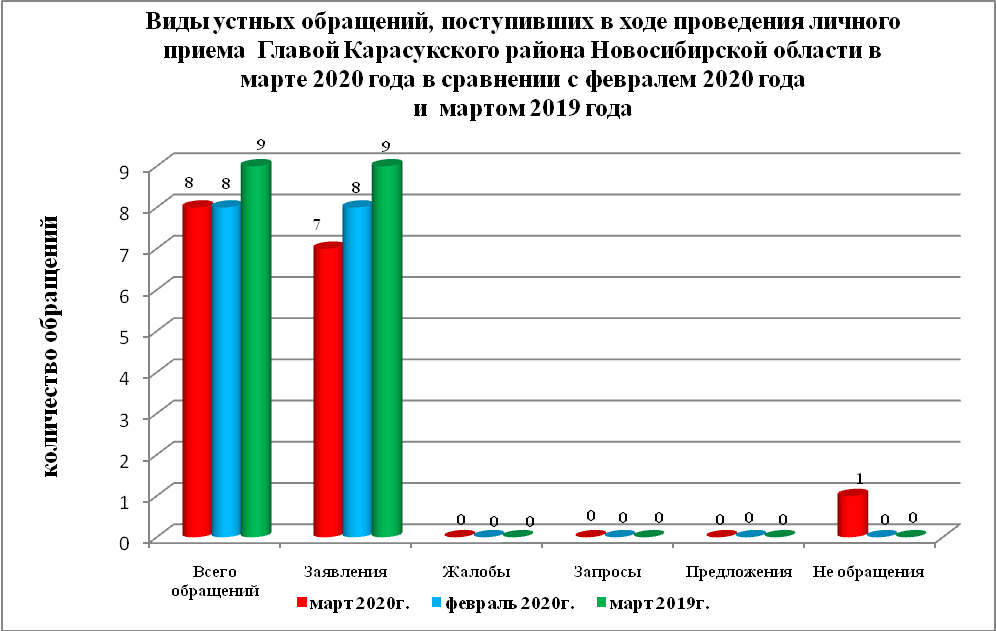 Виды устных обращений, поступивших в ходе проведения личного
приема Главой Карасукского района Новосибирской области в
марте 2020 года в сравнении с февралем 2020 года
и мартом 2019 года
количество обращений
9
8
7
6
5
4
3
2
1
0
8 8 9
7 8 9
0 0 0
0 0 0
0 0 0
1 0 0
Всего обращений
Заявления
Жалобы
Запросы
Предложения
Не обращения
март 2020г. февраль 2020г. март 2019г.